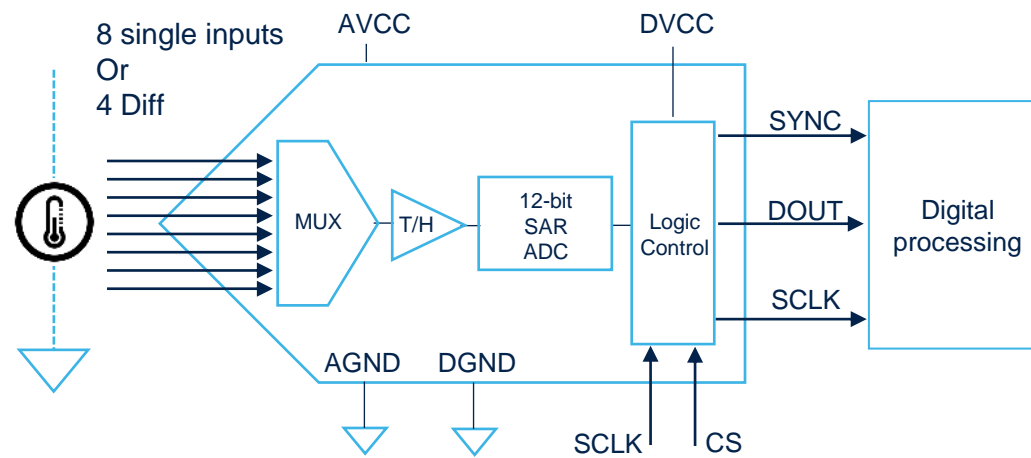 8 single inputs
Or
4 Diff
AVCC
DVCC
MUX
T/H
12-bit
SAR
ADC
Logic
Control
SYNC
DOUT
SCLK
Digital
processing
AGND
DGND
SCLK
CS